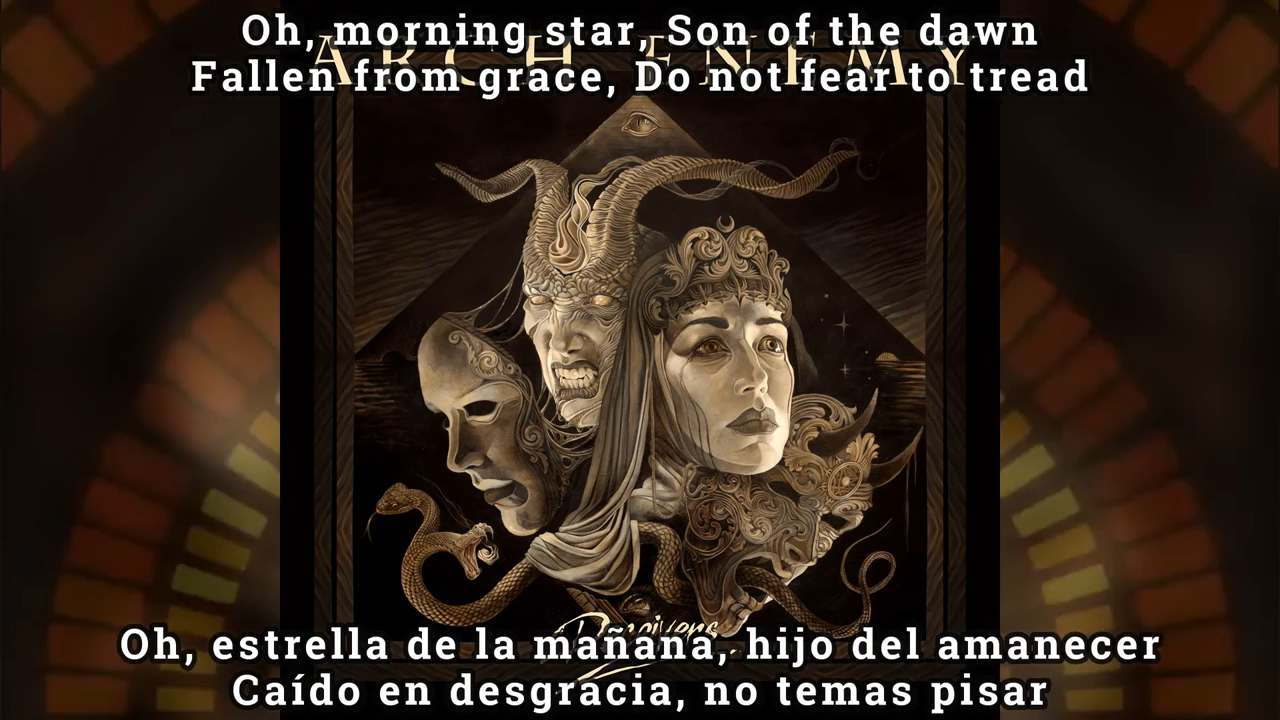 Oh, morning star, Son of the dawn
ARCH ENEMY
Fallen from grace, Do not fear to tread
Deceivers
Oh, estrella de la mañana, hijo del amanecer
Caído en desgracia, no temas pisar